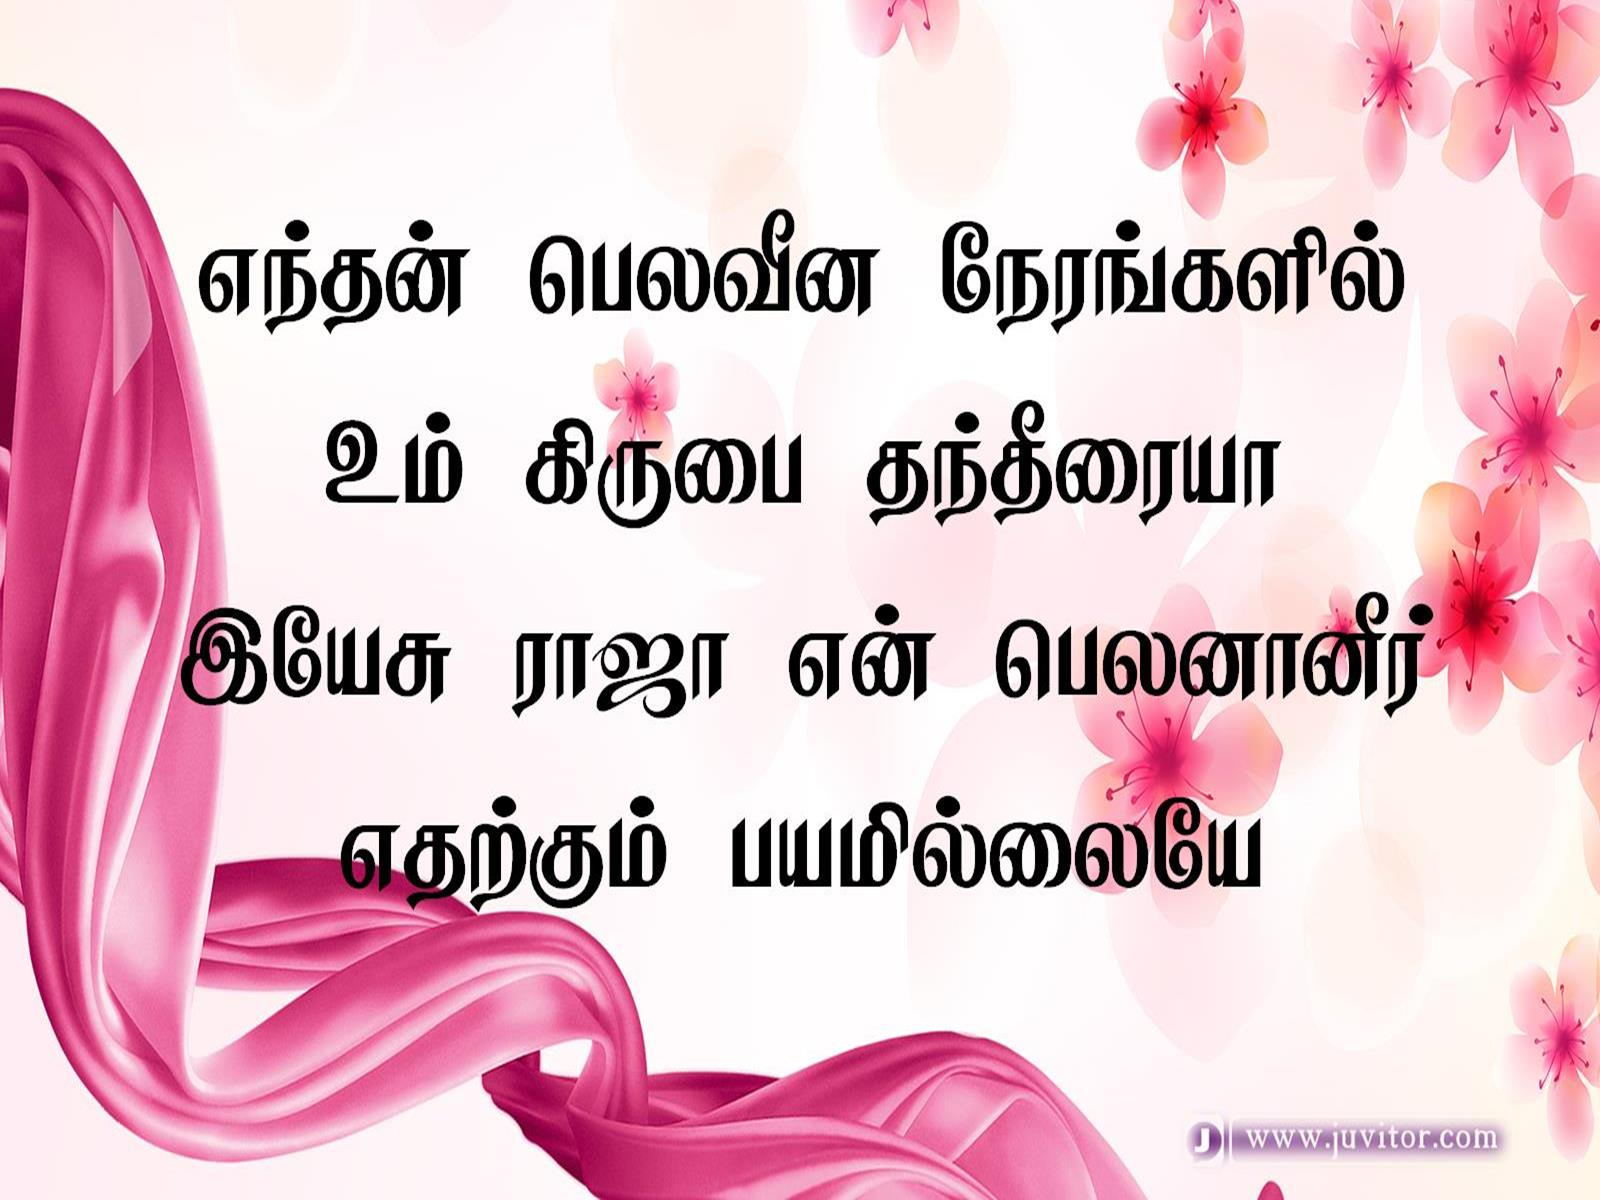 எந்தன் பெலவீன நேரங்களில்
உம் கிருபை தந்தீரையா
இயேசு ராஜா என் பெலனானீர்
எதற்கும் பயமில்லையே
J www.juvitor.com